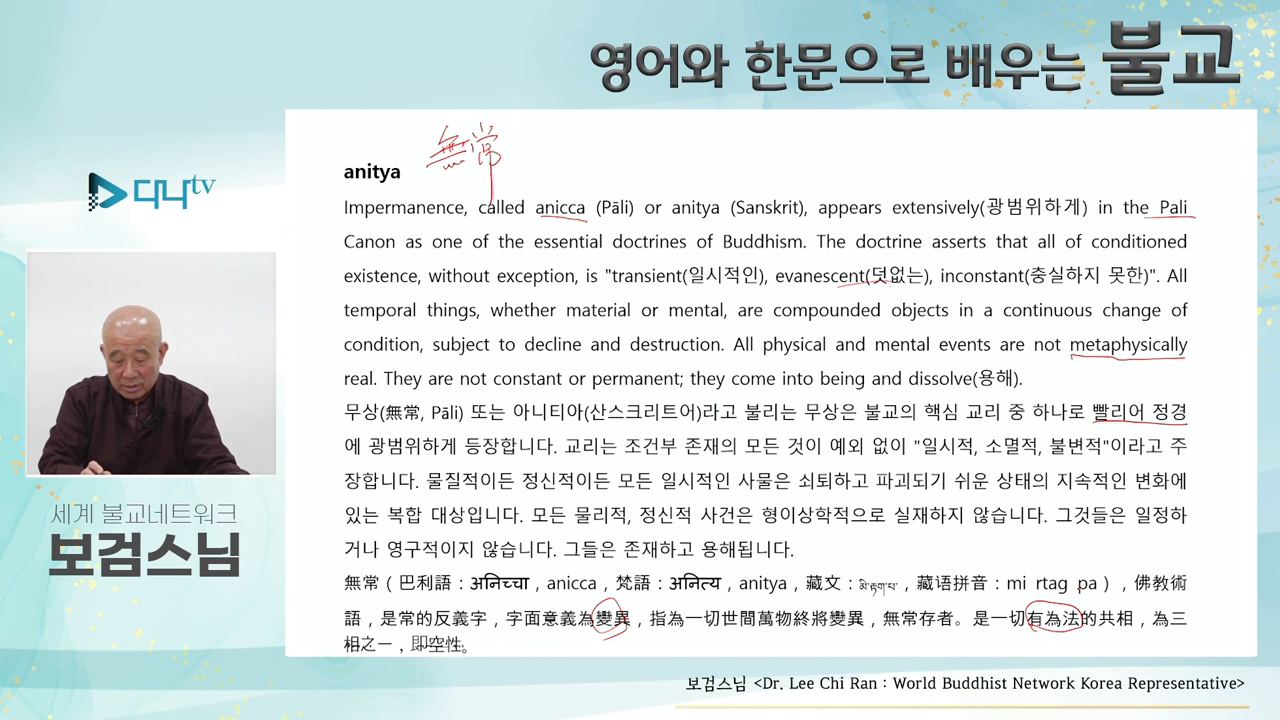 영어와 한문으로 배우는 불교
디나tv
세계 불교네트워크
보검스님
無常
anitya
Impermanence, called anicca (Pāli) or anitya (Sanskrit), appears extensively(광범위하게) in the Pali
Canon as one of the essential doctrines of Buddhism. The doctrine asserts that all of conditioned
existence, without exception, is "transient(일시적인), evanescent(덧없는), inconstant(충실하지 못한)". All
temporal things, whether material or mental, are compounded objects in a continuous change of
condition, subject to decline and destruction. All physical and mental events are not metaphysically
real. They are not constant or permanent; they come into being and dissolve(용해).
무상(無常, Pāli) 또는 아니티아(산스크리트어)라고 불리는 무상은 불교의 핵심 교리 중 하나로 빨리어 정경
에 광범위하게 등장합니다. 교리는 조건부 존재의 모든 것이 예외 없이 "일시적, 소멸적, 불변적"이라고 주
장합니다. 물질적이든 정신적이든 모든 일시적인 사물은 쇠퇴하고 파괴되기 쉬운 상태의 지속적인 변화에
있는 복합 대상입니다. 모든 물리적, 정신적 사건은 형이상학적으로 실재하지 않습니다. 그것들은 일정하
거나 영구적이지 않습니다. 그들은 존재하고 용해됩니다.
無常 ( 巴利語 : अनिच्चा , anicca , 梵語 : अनित्य , anitya , 藏文 : མི་རྟག་པ་ , 藏语拼音 : mi rtag pa ) , 佛教術
語 , 是常的反義字 , 字面意義為變異 , 指為一切世間萬物終將變異 , 無常存者。是一切有為法的共相 , 為三
相之一 , 即空性。
보검스님 <Dr. Lee Chi Ran : World Buddhist Network Korea Representative>